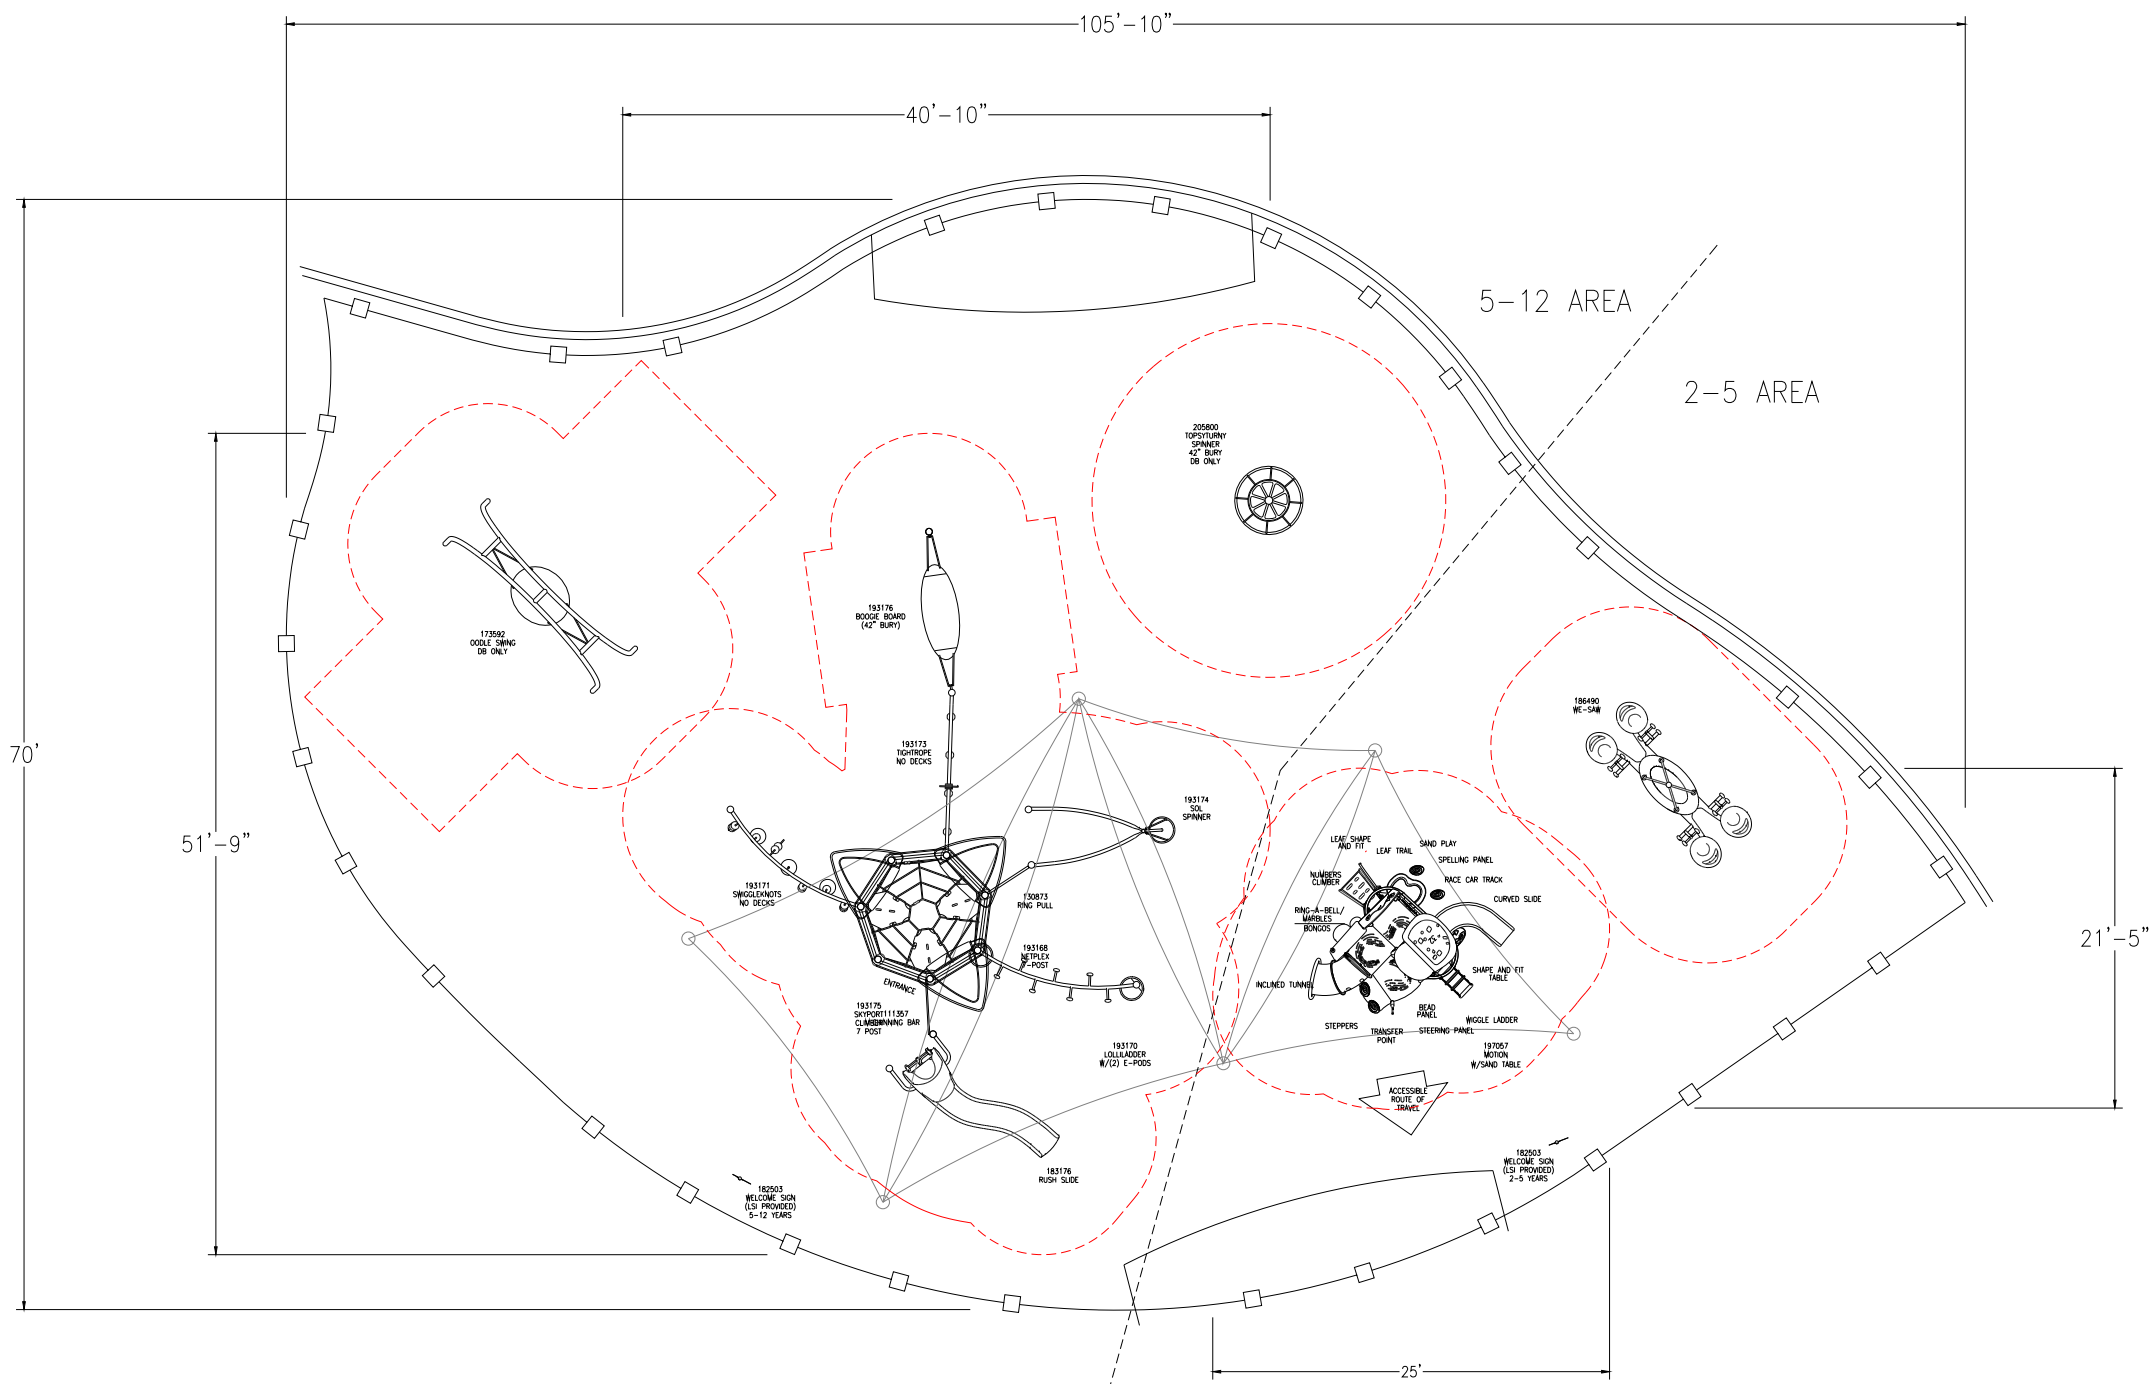 105'-10"
40'-10"
5-12 AREA
2-5 AREA
205800
TOPSYTURNY
SPINNER
42" BURY
DB ONLY
193176
BOOGIE BOARD
(42" BURY)
173592
OODLE SWING
DB ONLY
186490
WE-SAW
70'
193173
TIGHTROPE
NO DECKS
193174
SOL
SPINNER
51'-9"
LEAF SHAPE
AND FIT
LEAF TRAIL
SAND PLAY
SPELLING PANEL
NUMBERS
CLIMBER
RACE CAR TRACK
193171
SWIGGLEKNOTS
NO DECKS
130873
RING PULL
CURVED SLIDE
RING-A-BELL/
MARBLES
BONGOS
21'-5"
193168
NETPLEX
7-POST
SHAPE AND FIT
TABLE
ENTRANCE
INCLINED TUNNEL
193175
SKYPORT
CLIMBER
7 POST
111357
BAR
BEAD
PANEL
WIGGLE LADDER
STEPPERS
TRANSFER
POINT
STEERING PANEL
193170
LOLLILADDER
W/(2) E-PODS
197057
MOTION
W/SAND TABLE
ACCESSIBLE
ROUTE OF
TRAVEL
182503
WELCOME SIGN
(LSI PROVIDED)
2-5 YEARS
183176
RUSH SLIDE
182503
WELCOME SIGN
(LSI PROVIDED)
5-12 YEARS
25'